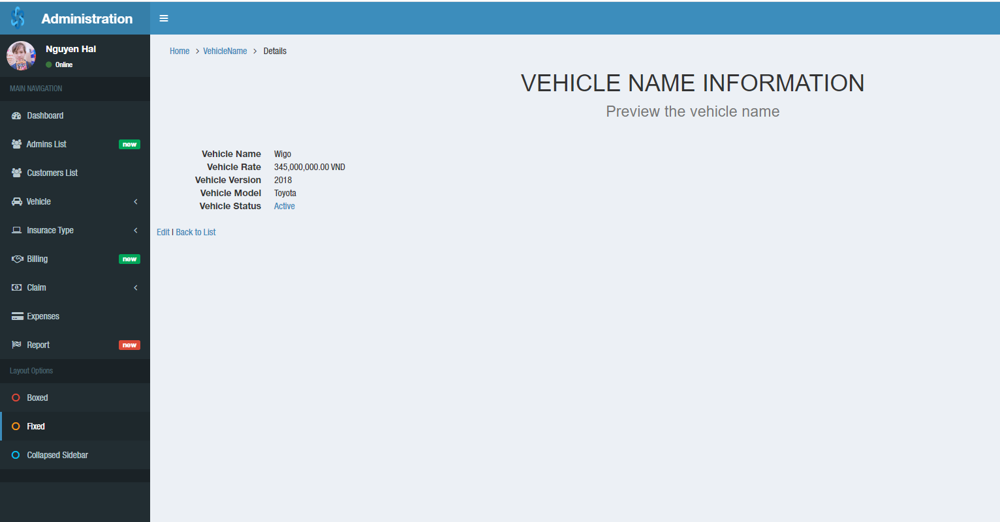 Administration
Nguyen Hai
Online
MAIN NAVIGATION
Dashboard
Admins List new
Customers List
Vehicle
Insurace Type
Billing new
Claim
Expenses
Report new
Layout Options
Boxed
Fixed
Collapsed Sidebar
Home > VehicleName > Details
VEHICLE NAME INFORMATION
Preview the vehicle name
Vehicle Name Wigo
Vehicle Rate 345,000,000.00 VND
Vehicle Version 2018
Vehicle Model Toyota
Vehicle Status Active
Edit | Back to List